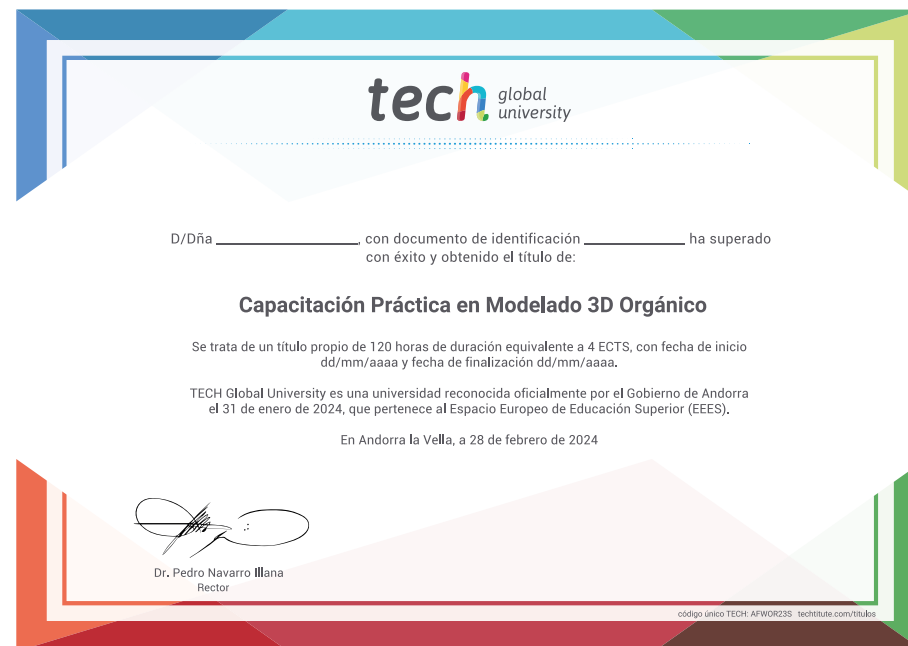 tech global
university
D/Dña ____________________, con documento de identificación ______________ ha superado
con éxito y obtenido el título de:
Capacitación Práctica en Modelado 3D Orgánico
Se trata de un título propio de 120 horas de duración equivalente a 4 ECTS, con fecha de inicio
dd/mm/aaaa y fecha de finalización dd/mm/aaaa.
TECH Global University es una universidad reconocida oficialmente por el Gobierno de Andorra
el 31 de enero de 2024, que pertenece al Espacio Europeo de Educación Superior (EEES).
En Andorra la Vella, a 28 de febrero de 2024
Dr. Pedro Navarro Illana
Rector
código único TECH: AFWOR23S techtitute.com/titulos